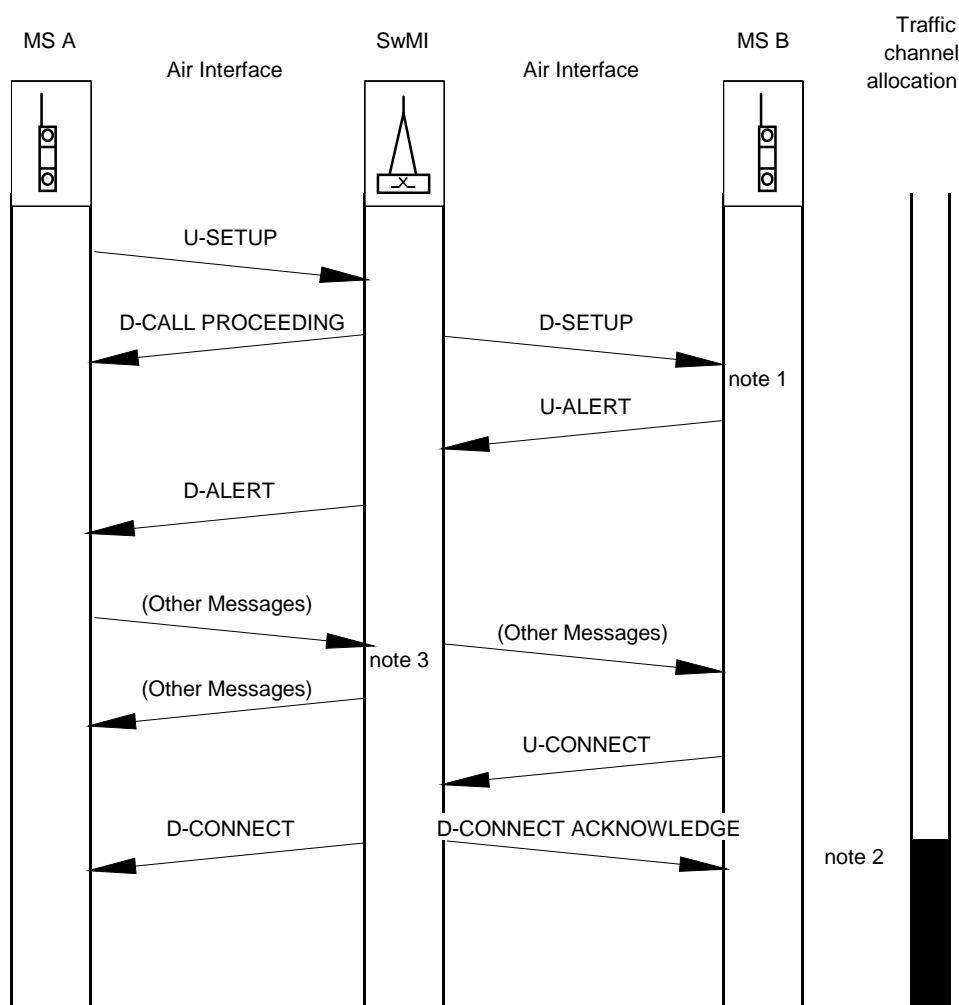 MS A
SwMI
MS B
Traffic
channel
allocation
Air Interface
Air Interface
X
U-SETUP
D-CALL PROCEEDING
D-SETUP
note 1
U-ALERT
D-ALERT
(Other Messages)
(Other Messages)
note 3
(Other Messages)
U-CONNECT
D-CONNECT
D-CONNECT ACKNOWLEDGE
note 2